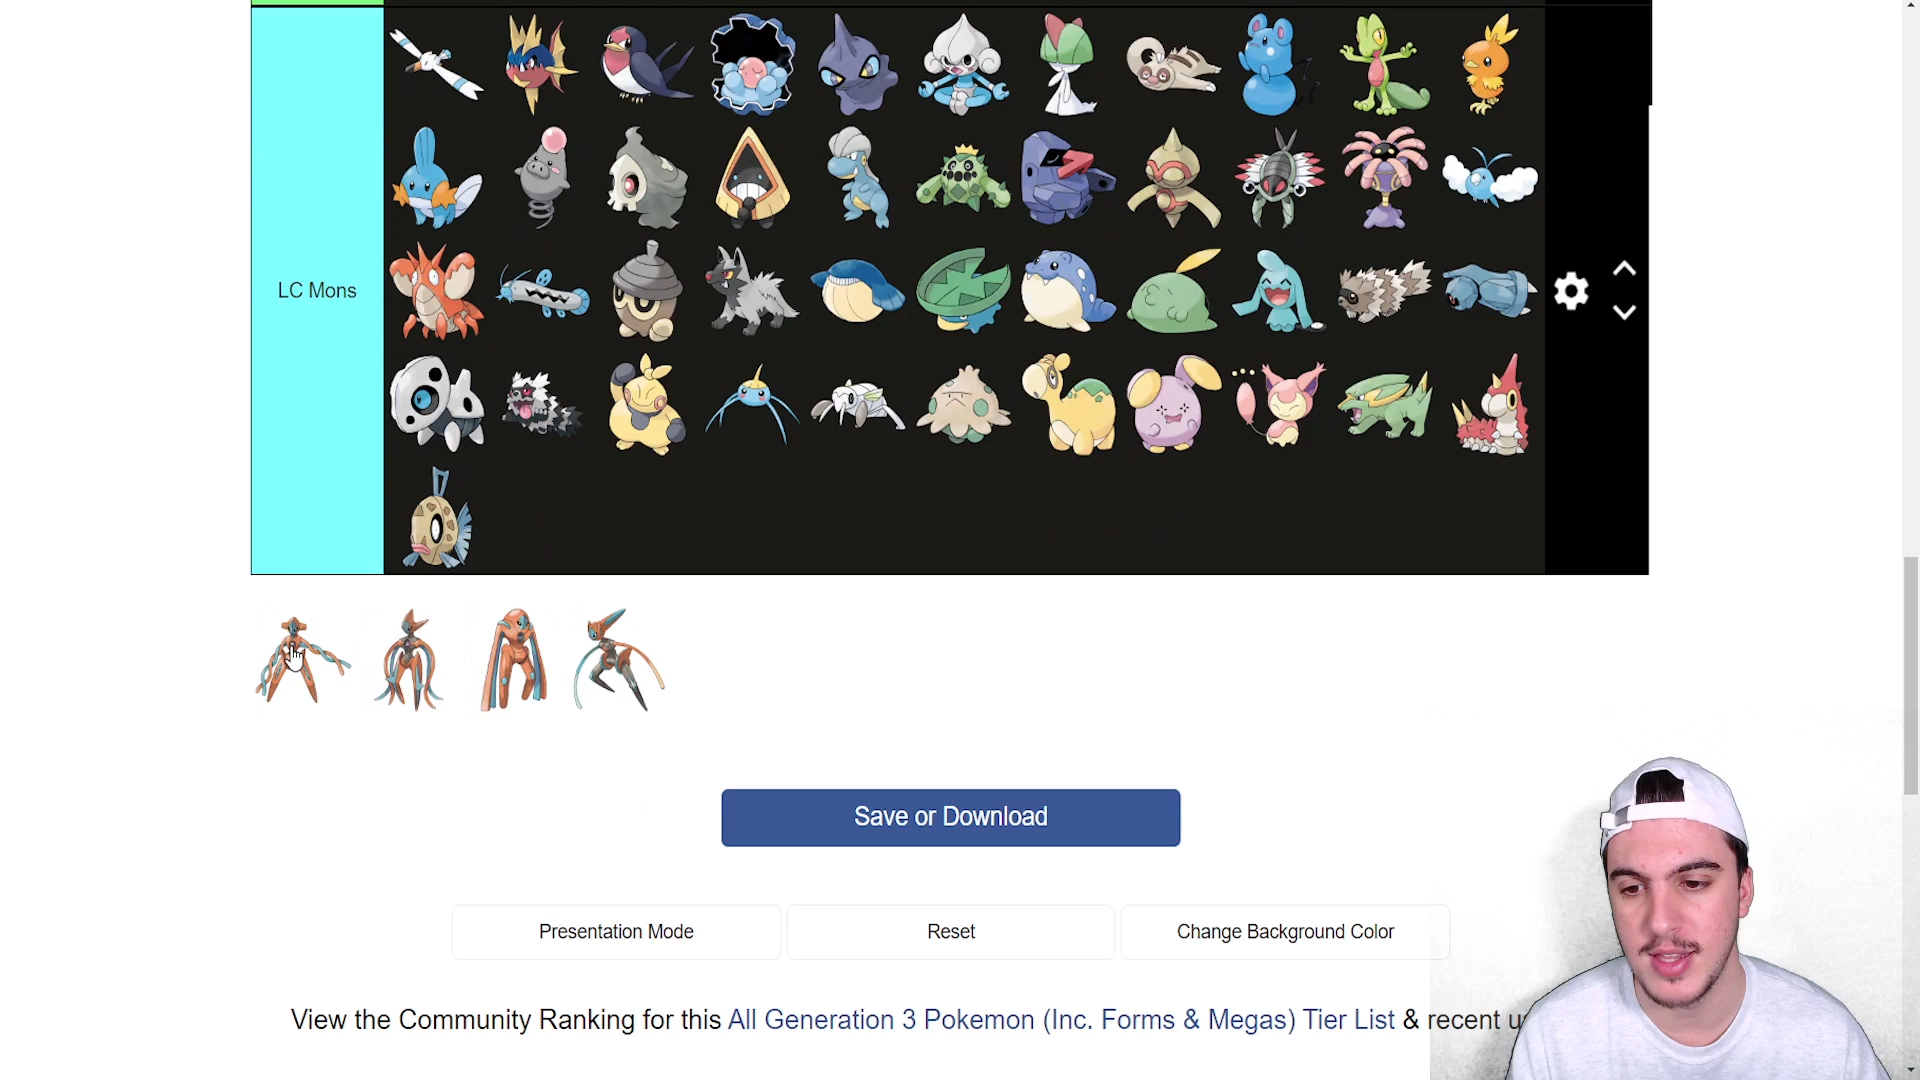 LC Mons
Save or Download
Presentation Mode
Reset
Change Background Color
View the Community Ranking for this All Generation 3 Pokemon (Inc. Forms & Megas) Tier List & recent